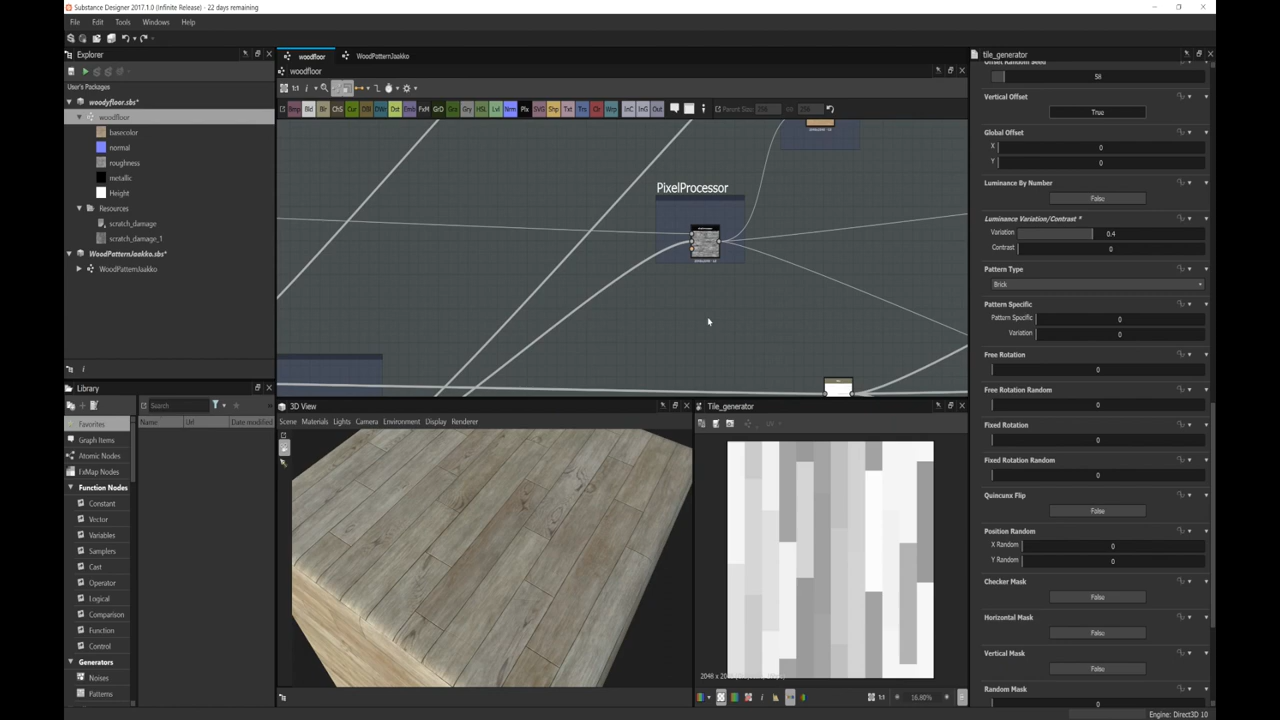 Substance Designer 2017.1.0 (Infinite Release) - 22 days remaining
File Edit Tools Windows Help
Explorer
User's Packages
woodyfloor.sbs*
woodfloor
basecolor
normal
roughness
metallic
Height
Resources
scratch_damage
scratch_damage_1
WoodPatternJaakko.sbs*
WoodPatternJaakko
Library
Search
Name Url Date modified
Favorites
Graph Items
Atomic Nodes
FxMap Nodes
Function Nodes
Constant
Vector
Variables
Samplers
Cast
Operator
Logical
Comparison
Function
Control
Generators
Noises
Patterns
woodfloor WoodPatternJaakko
woodfloor
Parent Size:
PixelProcessor
3D View
Scene Materials Lights Camera Environment Display Renderer
Tile_generator
16.80%
tile_generator
Offset Random Seed
58
Vertical Offset
True
Global Offset
X 0
Y 0
Luminance By Number
False
Luminance Variation/Contrast *
Variation 0.4
Contrast 0
Pattern Type
Brick
Pattern Specific
Pattern Specific 0
Variation 0
Free Rotation
0
Free Rotation Random
0
Fixed Rotation
0
Fixed Rotation Random
0
Quincunx Flip
False
Position Random
X Random 0
Y Random 0
Checker Mask
False
Horizontal Mask
False
Vertical Mask
False
Random Mask
0
Engine: Direct3D 10